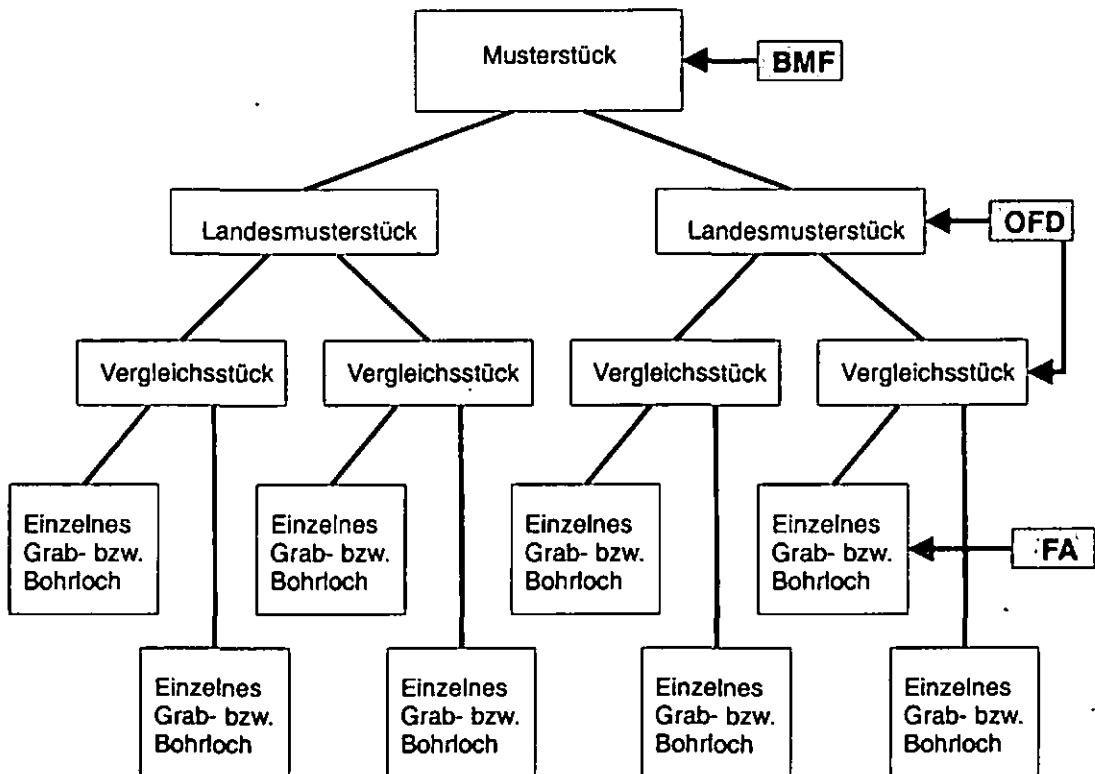 Musterstück
BMF
Landesmusterstück
Landesmusterstück
OFD
Vergleichsstück
Vergleichsstück
Vergleichsstück
Vergleichsstück
Einzelnes
Grab- bzw.
Bohrloch
Einzelnes
Grab- bzw.
Bohrloch
Einzelnes
Grab- bzw.
Bohrloch
Einzelnes
Grab- bzw.
Bohrloch
FA
Einzelnes
Grab- bzw.
Bohrloch
Einzelnes
Grab- bzw.
Bohrloch
Einzelnes
Grab- bzw.
Bohrloch
Einzelnes
Grab- bzw.
Bohrloch